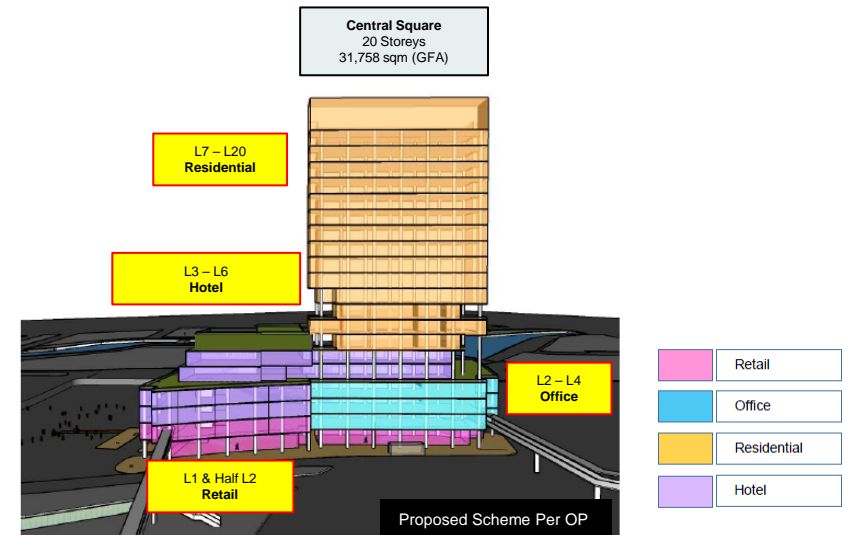 Central Square
20 Storeys
31,758 sqm (GFA)
L7 – L20
Residential
L3 – L6
Hotel
L2 – L4
Office
L1 & Half L2
Retail
Proposed Scheme Per OP
Retail
Office
Residential
Hotel